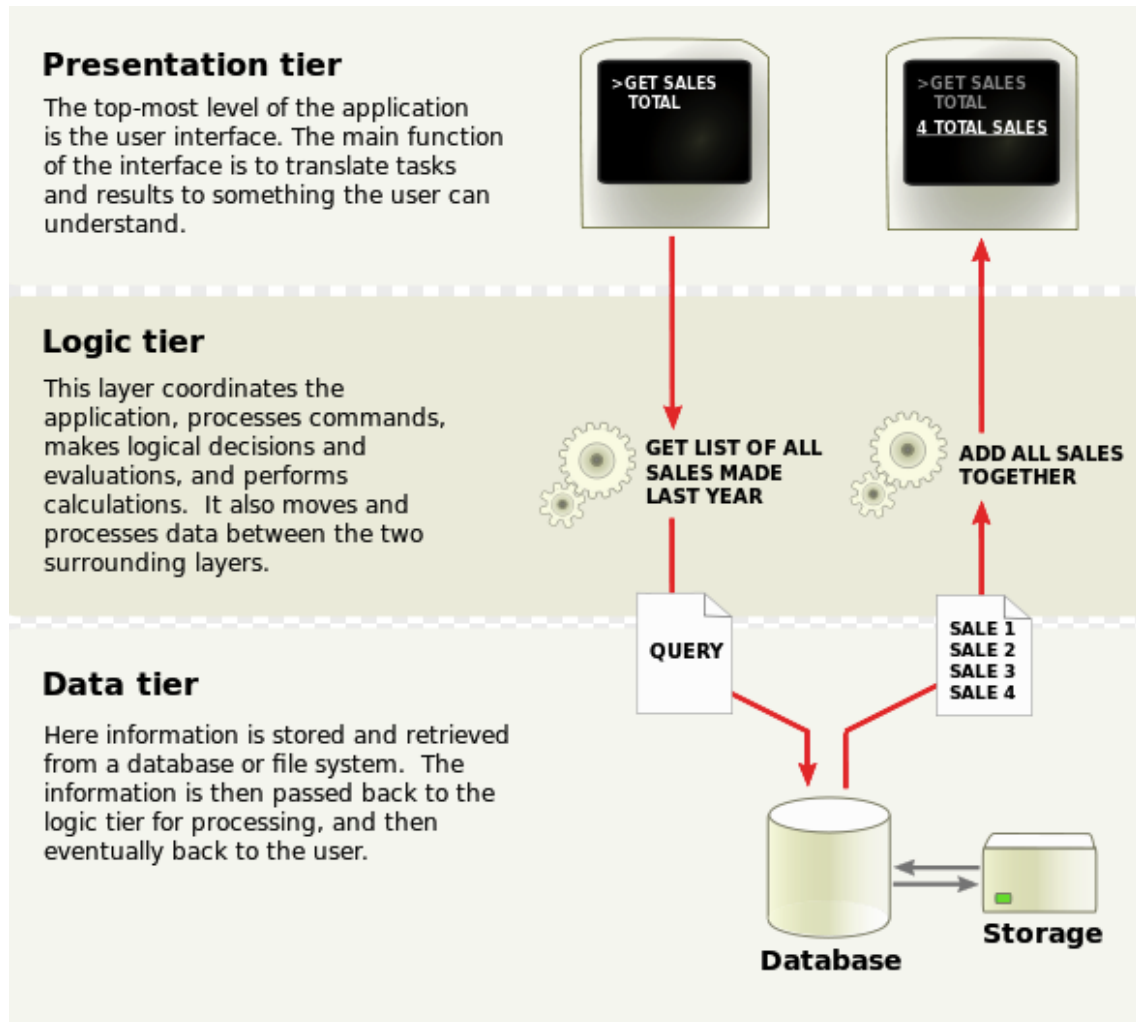 Presentation tier
The top-most level of the application
is the user interface. The main function
of the interface is to translate tasks
and results to something the user can
understand.
>GET SALES
TOTAL
>GET SALES
TOTAL
4 TOTAL SALES
Logic tier
This layer coordinates the
application, processes commands,
makes logical decisions and
evaluations, and performs
calculations.  It also moves and
processes data between the two
surrounding layers.
GET LIST OF ALL
SALES MADE
LAST YEAR
ADD ALL SALES
TOGETHER
QUERY
SALE 1
SALE 2
SALE 3
SALE 4
Data tier
Here information is stored and retrieved
from a database or file system.  The
information is then passed back to the
logic tier for processing, and then
eventually back to the user.
Database
Storage